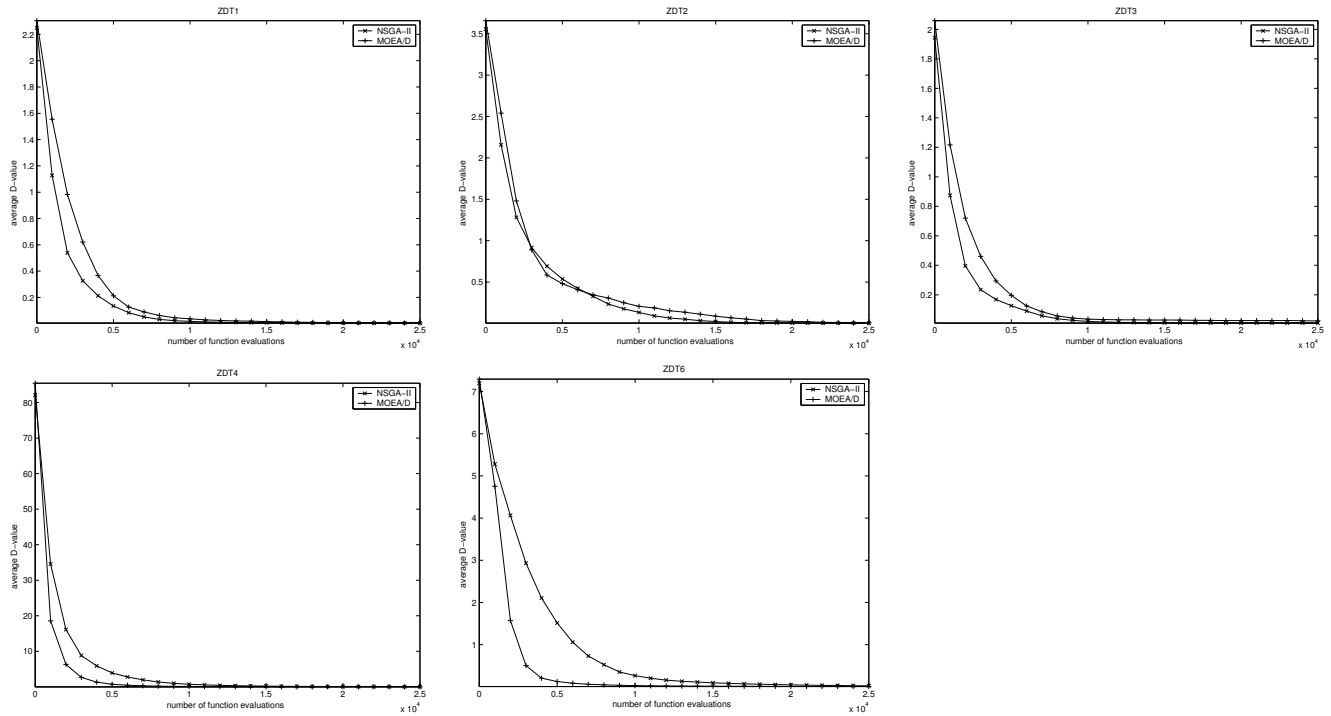 ZDT1
NSGA−II
MOEA/D
2.2
2
1.8
1.6
1.4
1.2
1
0.8
0.6
0.4
0.2
average D−value
0
0.5
1
1.5
2
2.5
x 10^4
number of function evaluations
ZDT2
NSGA−II
MOEA/D
3.5
3
2.5
2
1.5
1
0.5
average D−value
0
0.5
1
1.5
2
2.5
x 10^4
number of function evaluations
ZDT3
NSGA−II
MOEA/D
2
1.8
1.6
1.4
1.2
1
0.8
0.6
0.4
0.2
average D−value
0
0.5
1
1.5
2
2.5
x 10^4
number of function evaluations
ZDT4
NSGA−II
MOEA/D
80
70
60
50
40
30
20
10
average D−value
0
0.5
1
1.5
2
2.5
x 10^4
number of function evaluations
ZDT6
NSGA−II
MOEA/D
7
6
5
4
3
2
1
average D−value
0
0.5
1
1.5
2
2.5
x 10^4
number of function evaluations